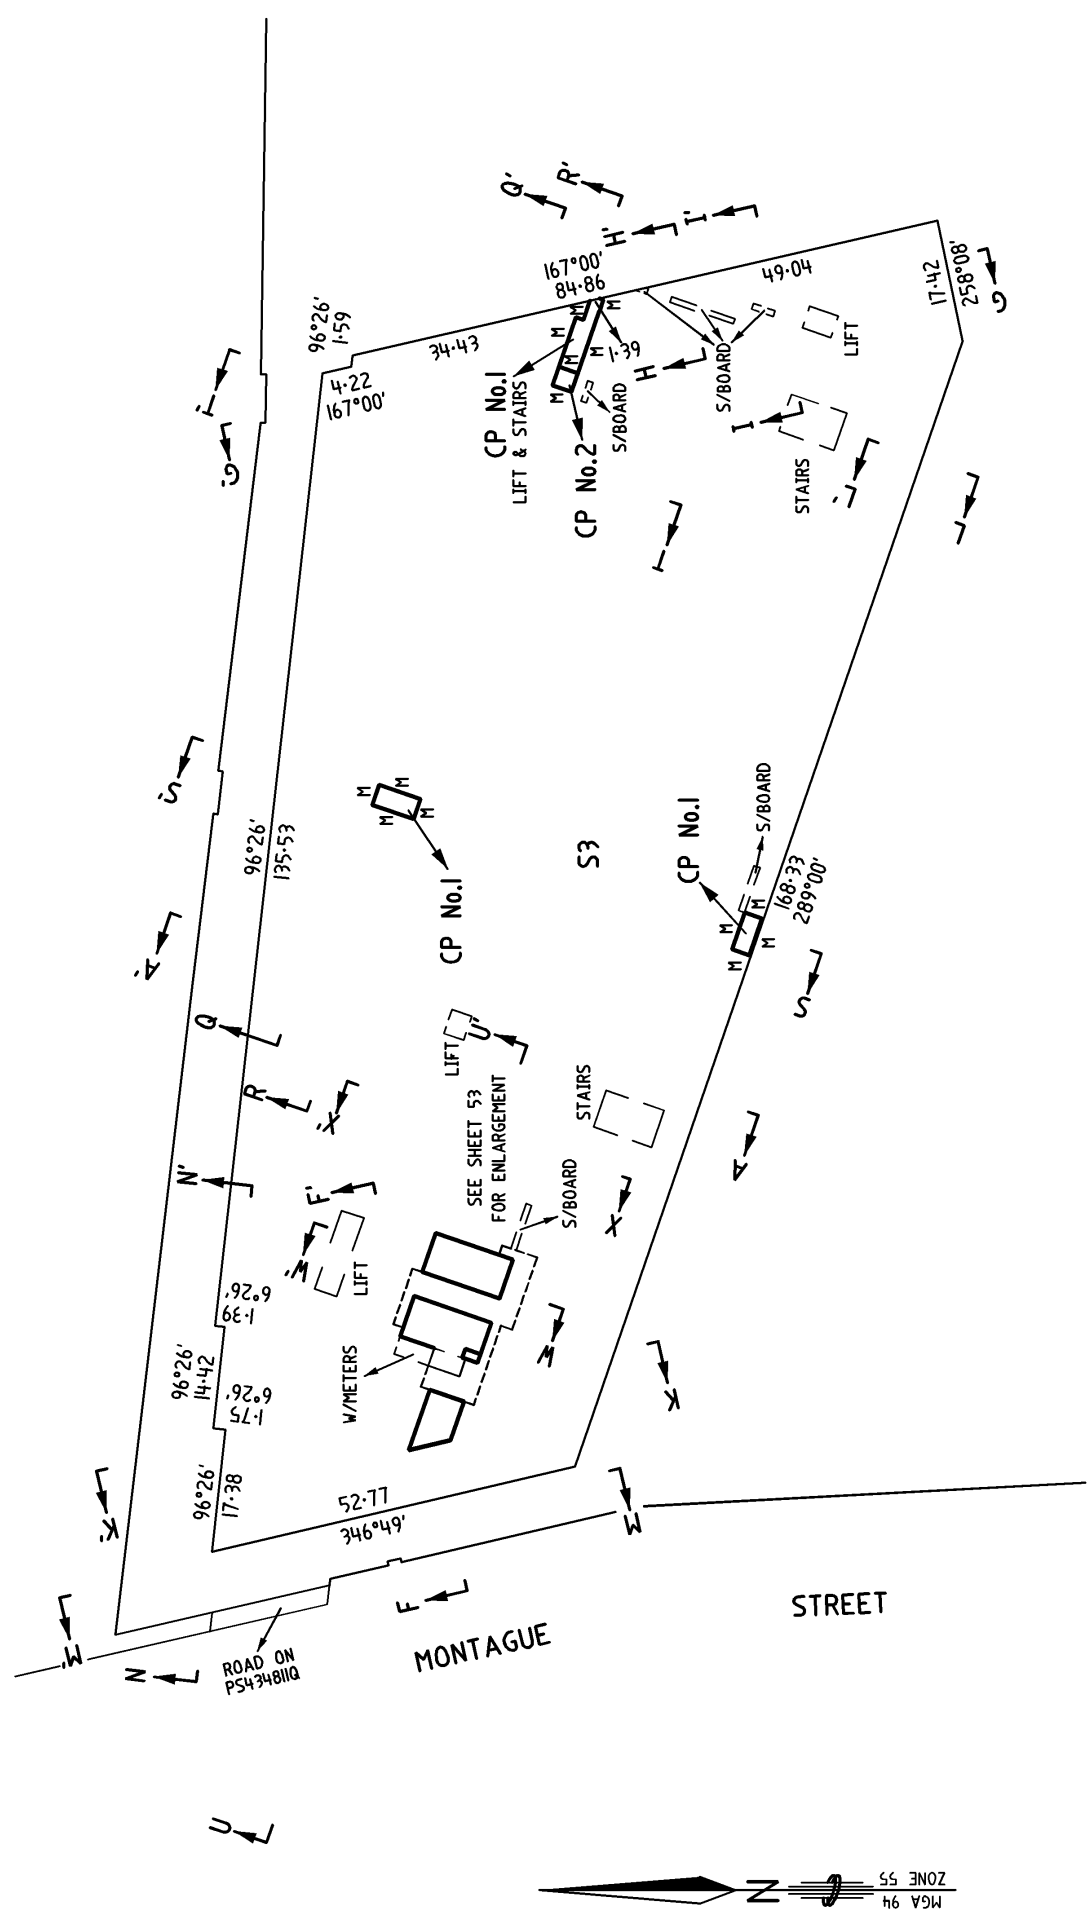 Q'
R'
H'
I'
167°00'
84·86
49·04
17·42
258°08'
G
96°26'
1·59
34·43
4·22
167°00'
T'
G'
M
M
M
M
M
M
1·39
CP No.1
LIFT & STAIRS
CP No.2
S/BOARD
H
S/BOARD
LIFT
I
STAIRS
L'
L
T
S'
96°26'
135·53
M
M
M
M
CP No.1
S3
CP No.1
S/BOARD
168·33
289°00'
M
M
M
M
A'
S
Q
R
X'
LIFT
U'
SEE SHEET 53
FOR ENLARGEMENT
STAIRS
A
N'
F'
S/BOARD
X
W'
LIFT
6°26'
1·39
96°26'
14·42
6°26'
1·75
W/METERS
W
K
96°26'
17·38
52·77
346°49'
K'
M
M'
F
N
ROAD ON
PS434811Q
MONTAGUE
STREET
U
N
MGA 94
ZONE 55